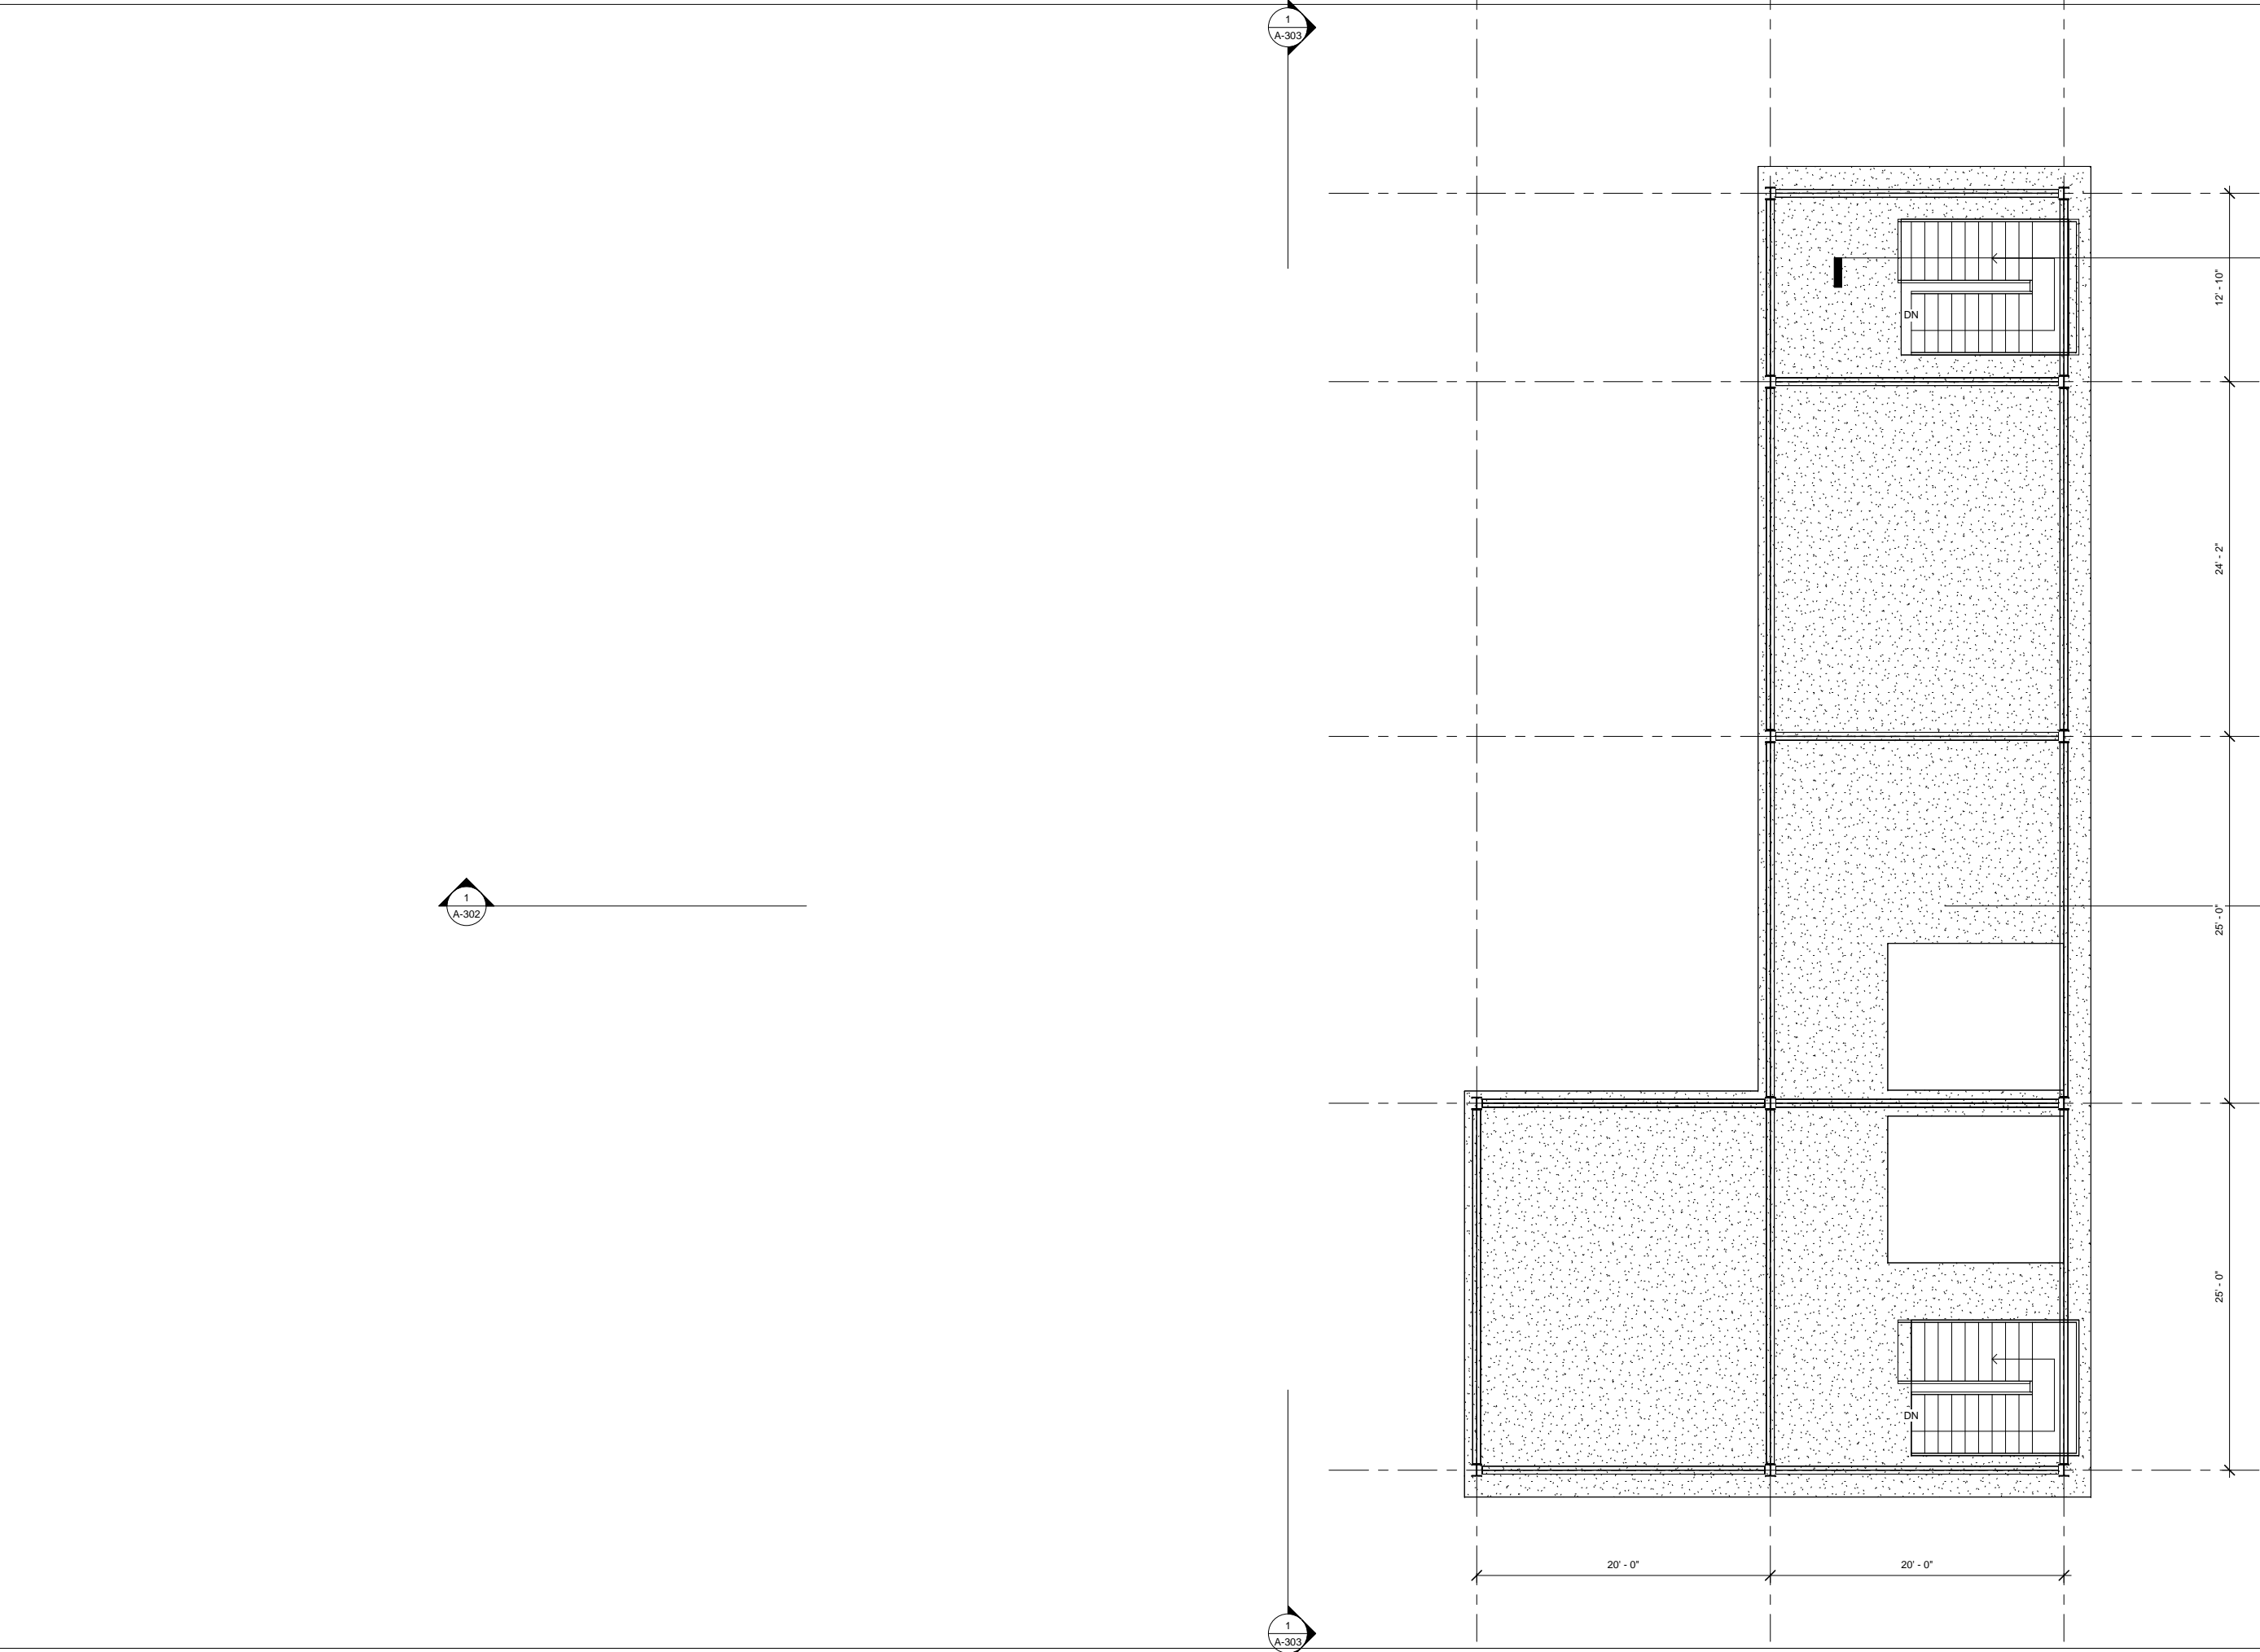 1
A-303
12' - 10"
DN
24' - 2"
1
A-302
25' - 0"
25' - 0"
DN
20' - 0"
20' - 0"
1
A-303